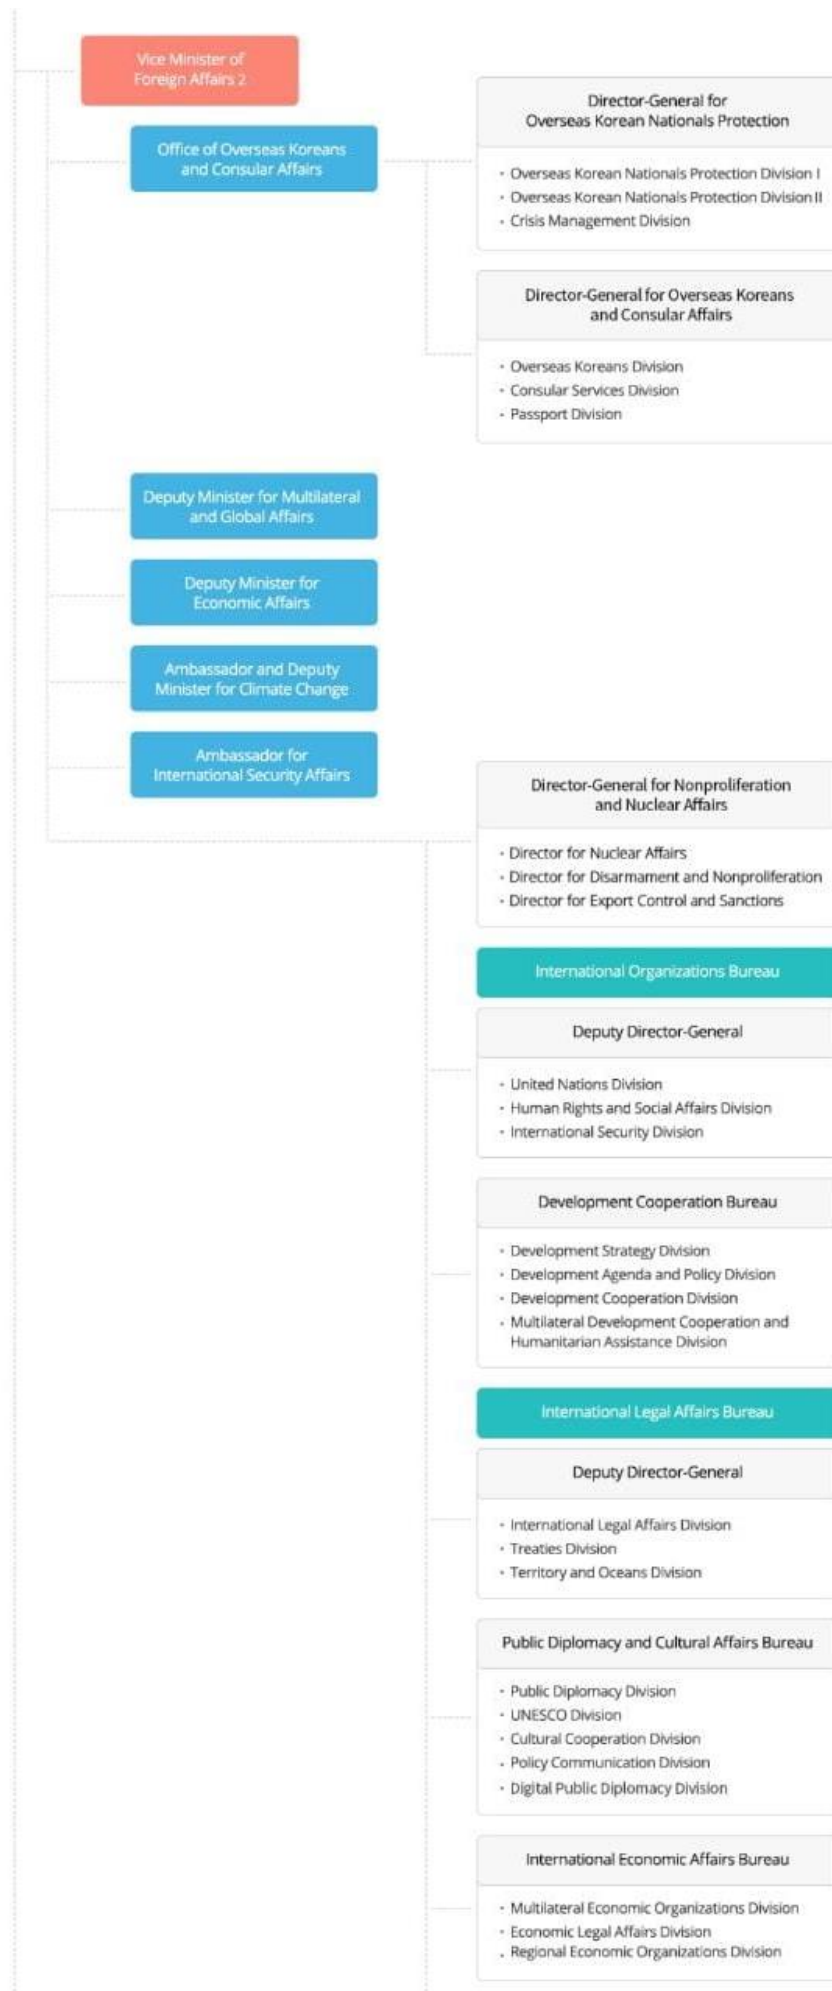 Vice Minister of
Foreign Affairs 2
Office of Overseas Koreans
and Consular Affairs
Director-General for
Overseas Korean Nationals Protection
• Overseas Korean Nationals Protection Division I
• Overseas Korean Nationals Protection Division II
• Crisis Management Division
Director-General for Overseas Koreans
and Consular Affairs
• Overseas Koreans Division
• Consular Services Division
• Passport Division
Deputy Minister for Multilateral
and Global Affairs
Deputy Minister for
Economic Affairs
Ambassador and Deputy
Minister for Climate Change
Ambassador for
International Security Affairs
Director-General for Nonproliferation
and Nuclear Affairs
• Director for Nuclear Affairs
• Director for Disarmament and Nonproliferation
• Director for Export Control and Sanctions
International Organizations Bureau
Deputy Director-General
• United Nations Division
• Human Rights and Social Affairs Division
• International Security Division
Development Cooperation Bureau
• Development Strategy Division
• Development Agenda and Policy Division
• Development Cooperation Division
• Multilateral Development Cooperation and
Humanitarian Assistance Division
International Legal Affairs Bureau
Deputy Director-General
• International Legal Affairs Division
• Treaties Division
• Territory and Oceans Division
Public Diplomacy and Cultural Affairs Bureau
• Public Diplomacy Division
• UNESCO Division
• Cultural Cooperation Division
• Policy Communication Division
• Digital Public Diplomacy Division
International Economic Affairs Bureau
• Multilateral Economic Organizations Division
• Economic Legal Affairs Division
• Regional Economic Organizations Division